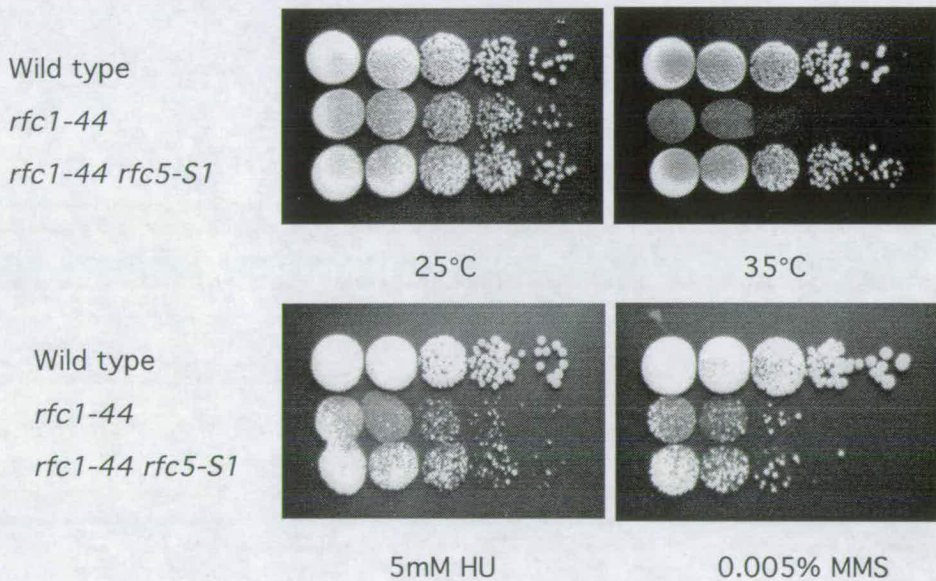 Wild type
rfc1-44
rfc1-44 rfc5-S1
25°C
35°C
Wild type
rfc1-44
rfc1-44 rfc5-S1
5mM HU
0.005% MMS